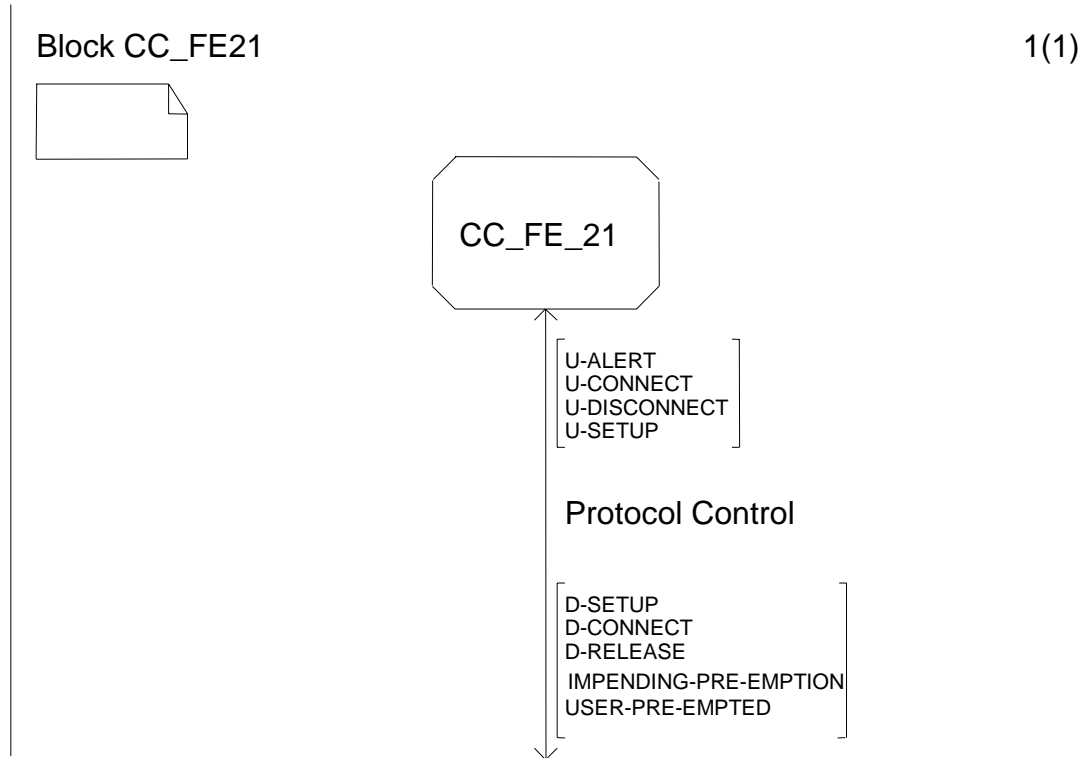 Block CC_FE21
1(1)
CC_FE_21
U-ALERT
U-CONNECT
U-DISCONNECT
U-SETUP
Protocol Control
D-SETUP
D-CONNECT
D-RELEASE
IMPENDING-PRE-EMPTION
USER-PRE-EMPTED